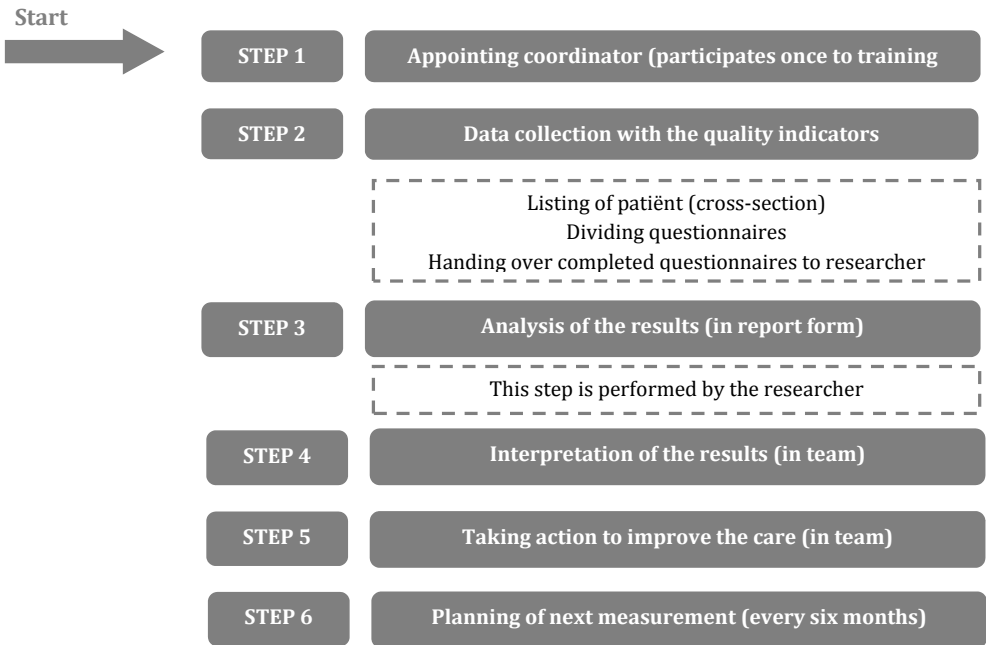 Start
STEP 1
Appointing coordinator (participates once to training
STEP 2
Data collection with the quality indicators
Listing of patiënt (cross-section)
Dividing questionnaires
Handing over completed questionnaires to researcher
STEP 3
Analysis of the results (in report form)
This step is performed by the researcher
STEP 4
Interpretation of the results (in team)
STEP 5
Taking action to improve the care (in team)
STEP 6
Planning of next measurement (every six months)